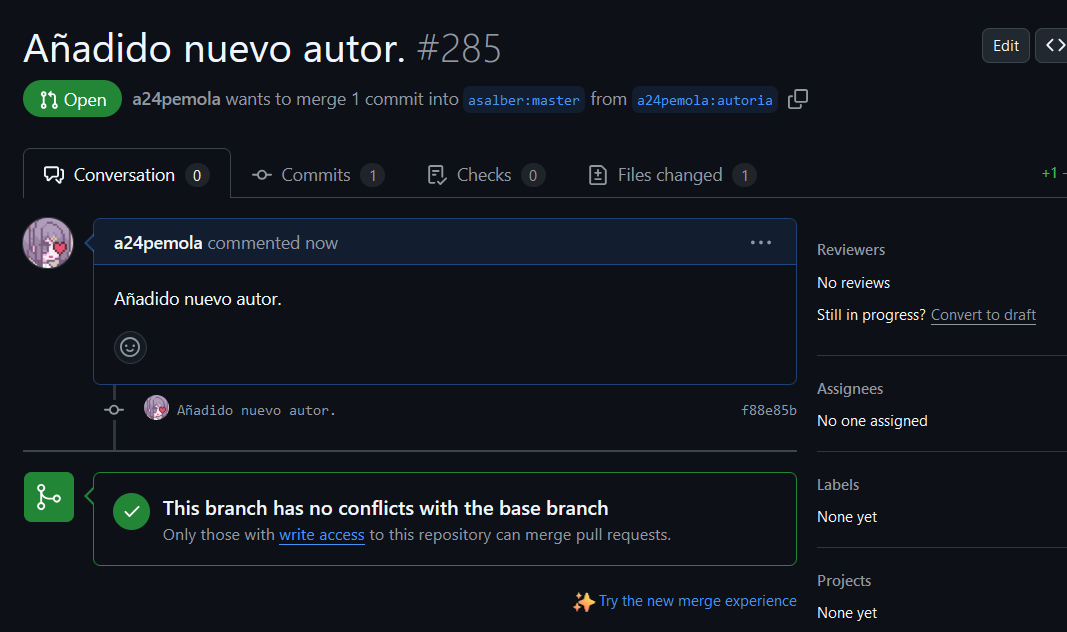 Añadido nuevo autor. #285
Edit
Open
a24pemola wants to merge 1 commit into asalber:master from a24pemola:autoria
Conversation 0
Commits 1
Checks 0
Files changed 1
+1 -
a24pemola commented now
Añadido nuevo autor.
Añadido nuevo autor.
f88e85b
This branch has no conflicts with the base branch
Only those with write access to this repository can merge pull requests.
Try the new merge experience
Reviewers
No reviews
Still in progress? Convert to draft
Assignees
No one assigned
Labels
None yet
Projects
None yet